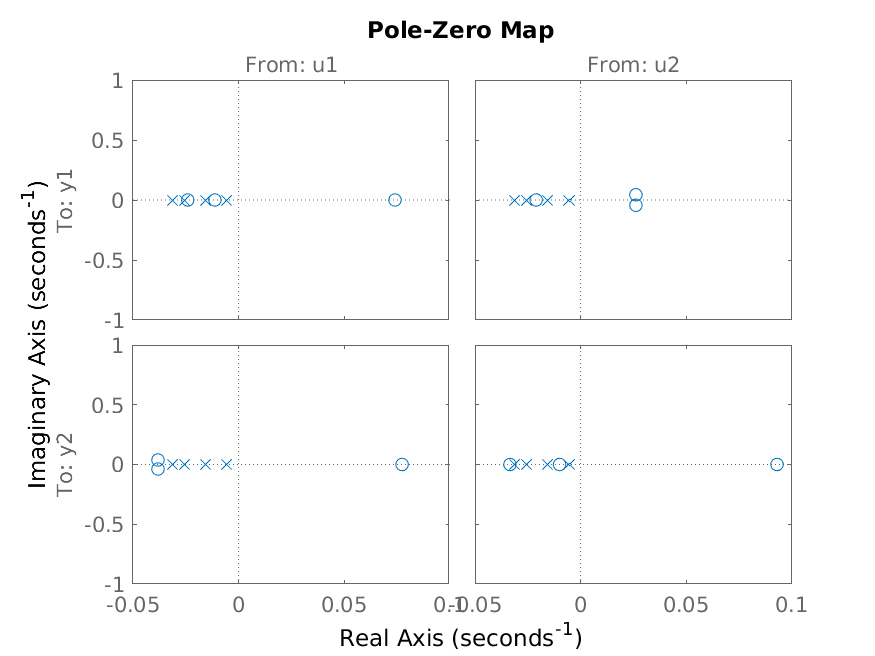 Pole-Zero Map
From: u1
From: u2
Imaginary Axis (seconds⁻¹)
To: y1
1
0.5
0
-0.5
-1
To: y2
1
0.5
0
-0.5
-1
-0.05
0
0.05
0.1
-0.05
0
0.05
0.1
Real Axis (seconds⁻¹)